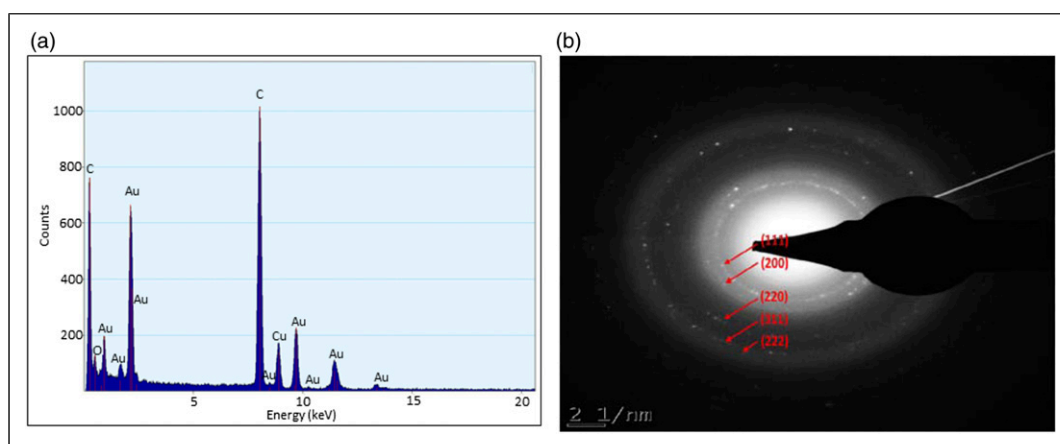 (a)
(b)
1000
800
600
400
200
Counts
C
O
Au
Au
Au
Au
C
Au
Cu
Au
Au
Au
Au
5
10
15
20
Energy (keV)
(111)
(200)
(220)
(311)
(222)
2 1/nm